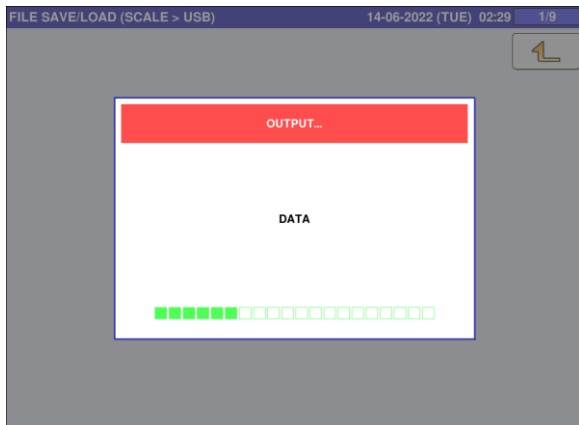 FILE SAVE/LOAD (SCALE > USB) 14-06-2022 (TUE) 02:29 1/9
OUTPUT...
DATA